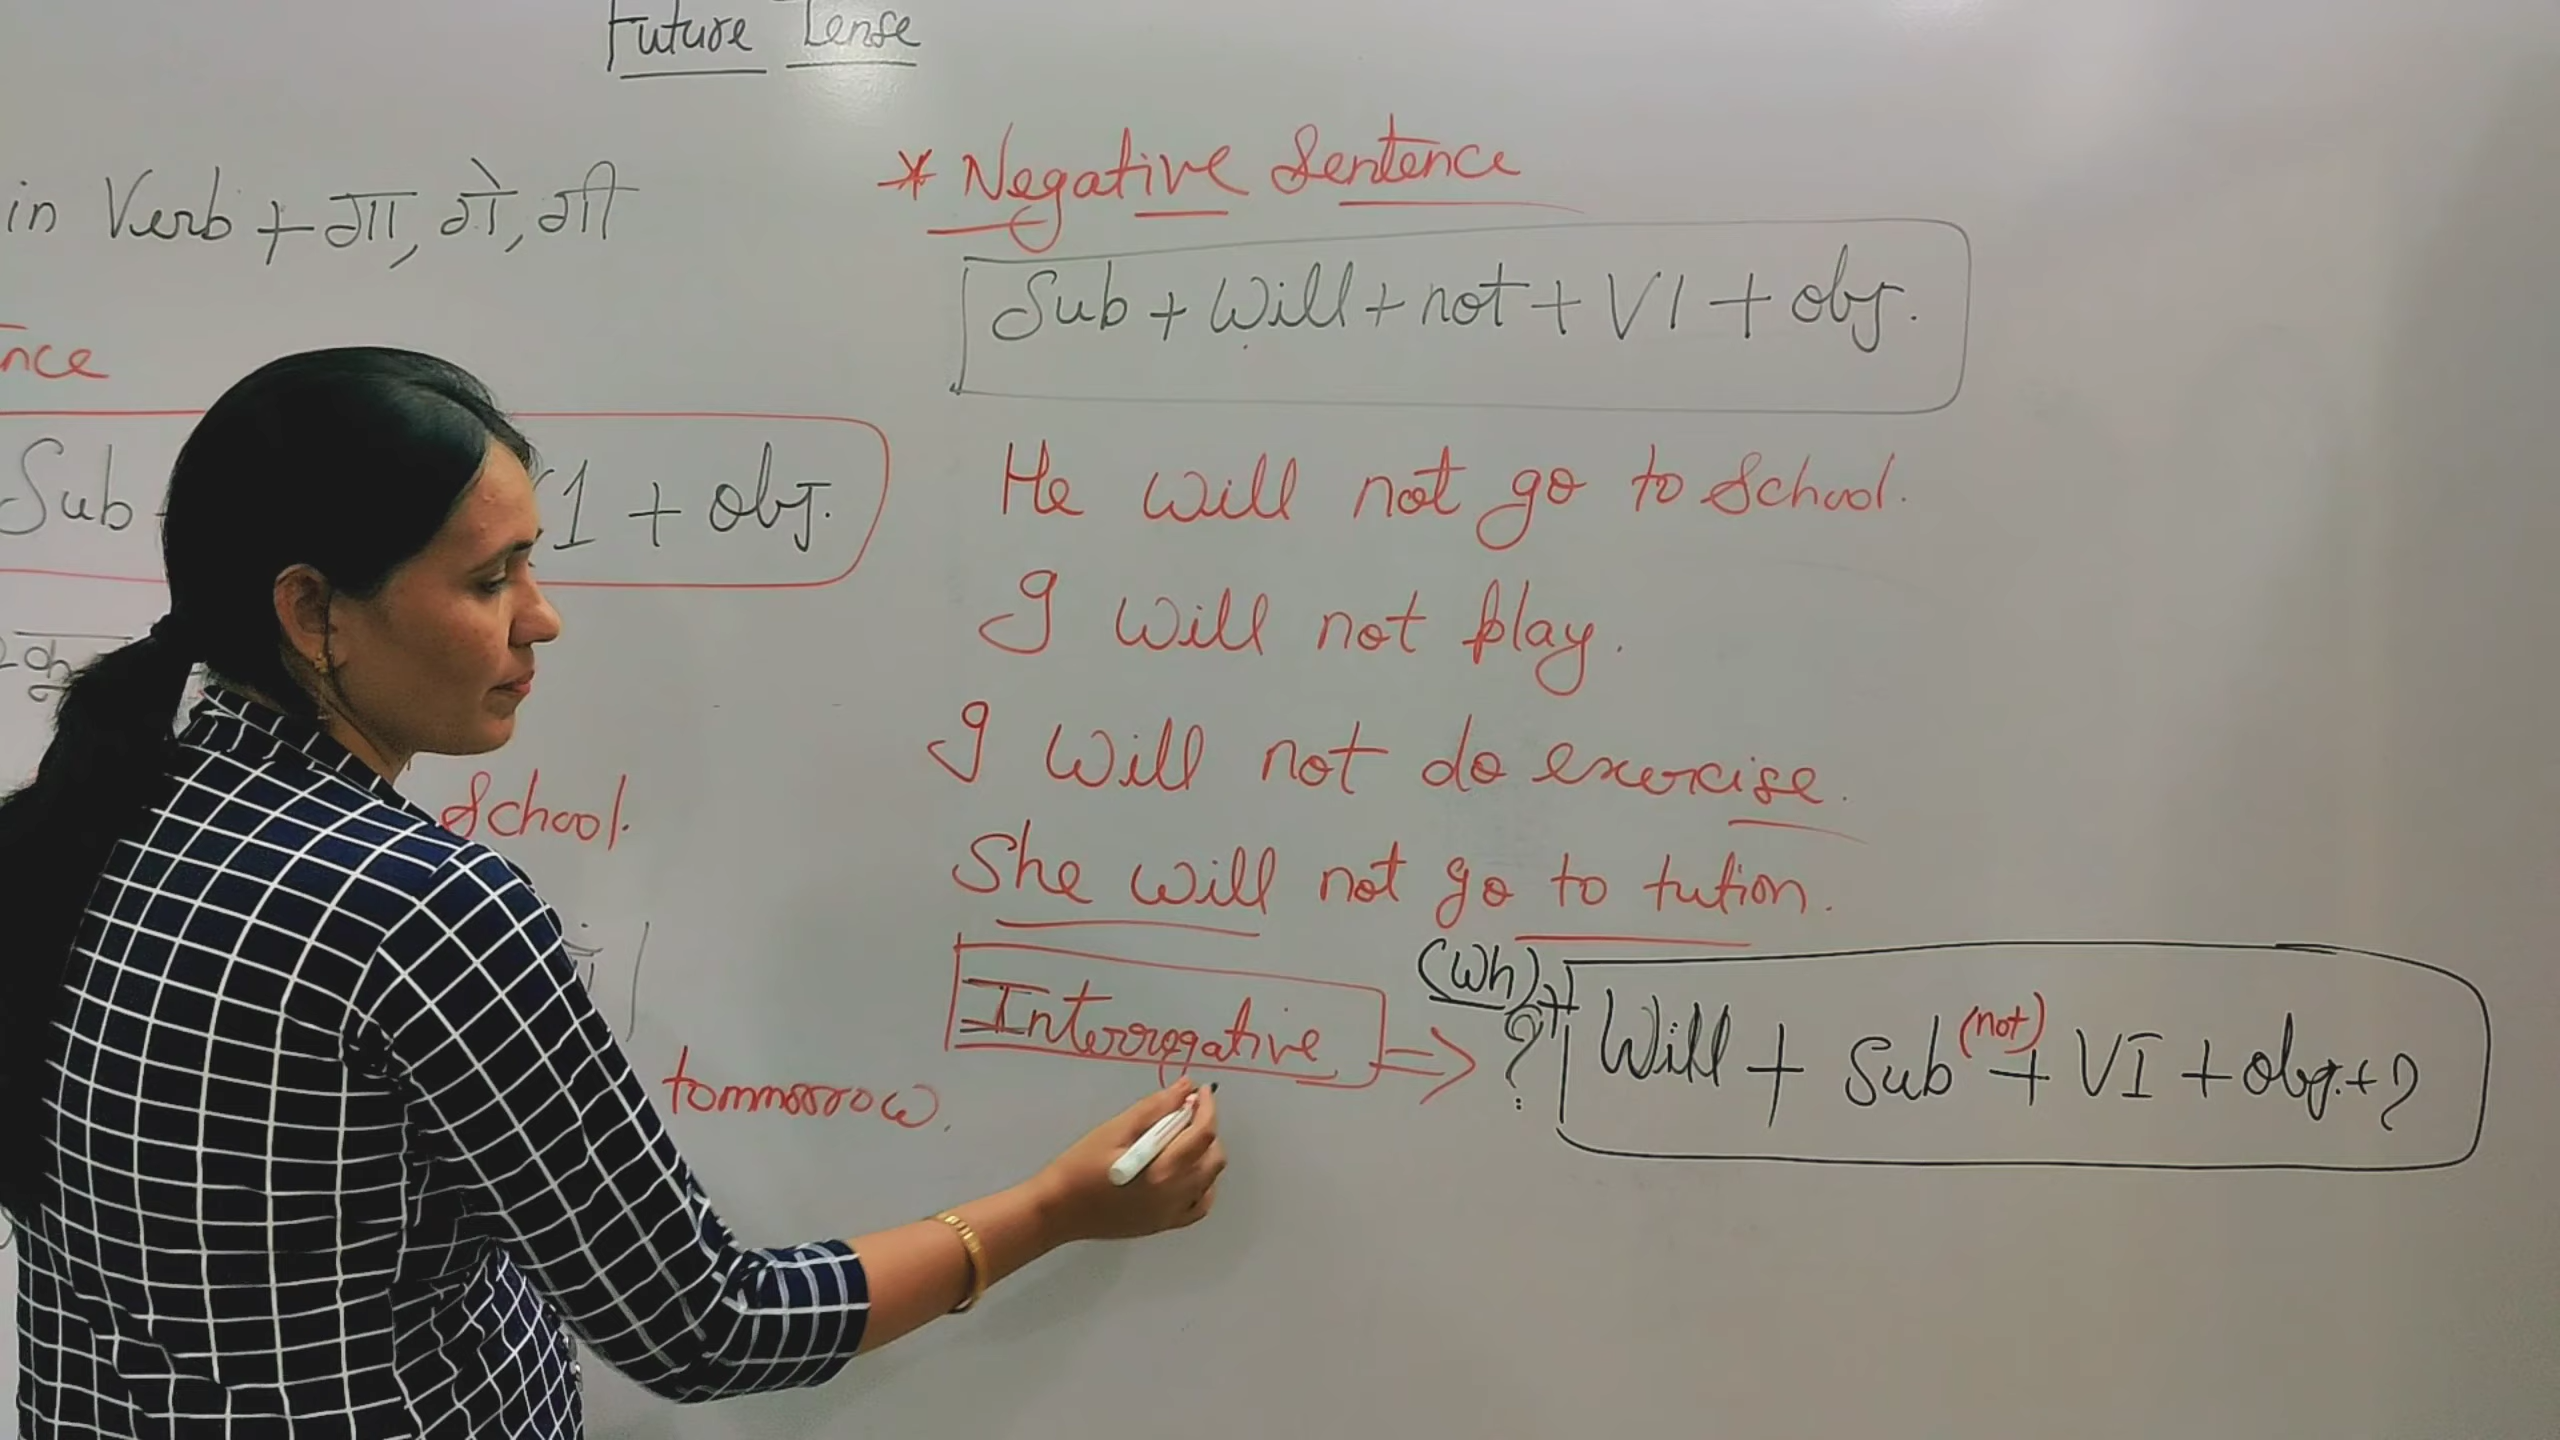 Future Tense
in Verb + गा, गे, गी
nce
Sub 1 + obj.
School.
tommorrow.
* Negative Sentence
Sub + Will + not + V1 + obj.
He will not go to School.
I will not play.
I will not do exercise.
She will not go to tution.
Interrogative => (Wh) + ? Will + Sub (not) + VI + obj. + ?